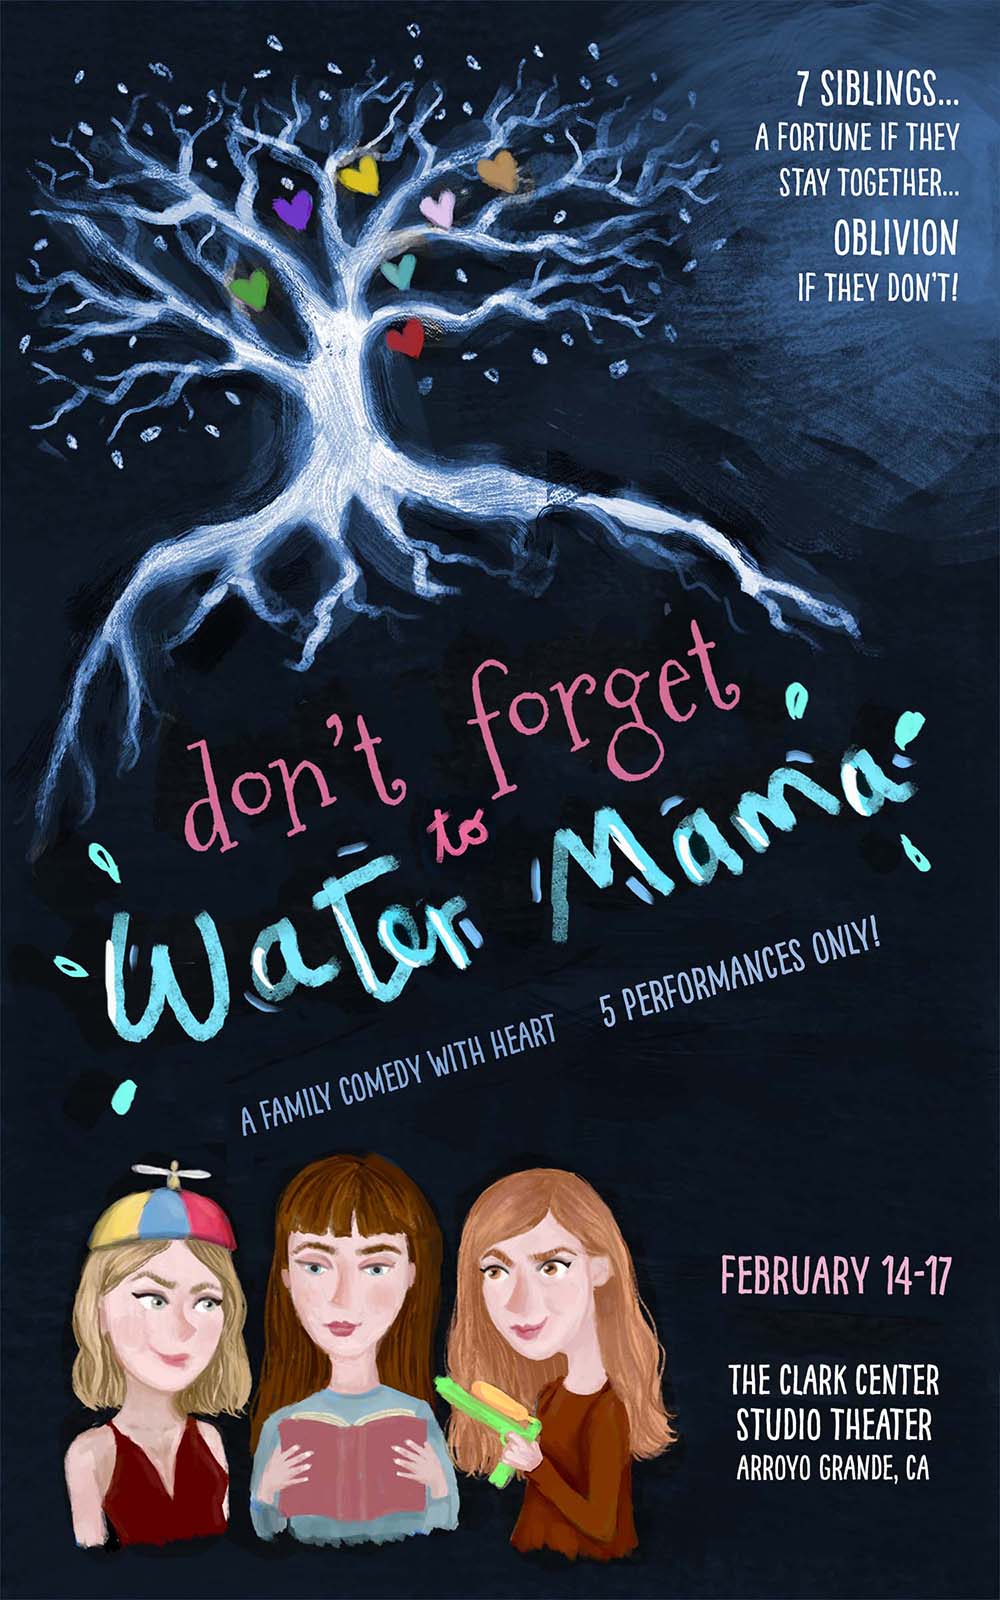 7 SIBLINGS...
A FORTUNE IF THEY
STAY TOGETHER...
OBLIVION
IF THEY DON'T!
don't forget
to
Water Mama
A FAMILY COMEDY WITH HEART
5 PERFORMANCES ONLY!
FEBRUARY 14-17
THE CLARK CENTER
STUDIO THEATER
ARROYO GRANDE, CA